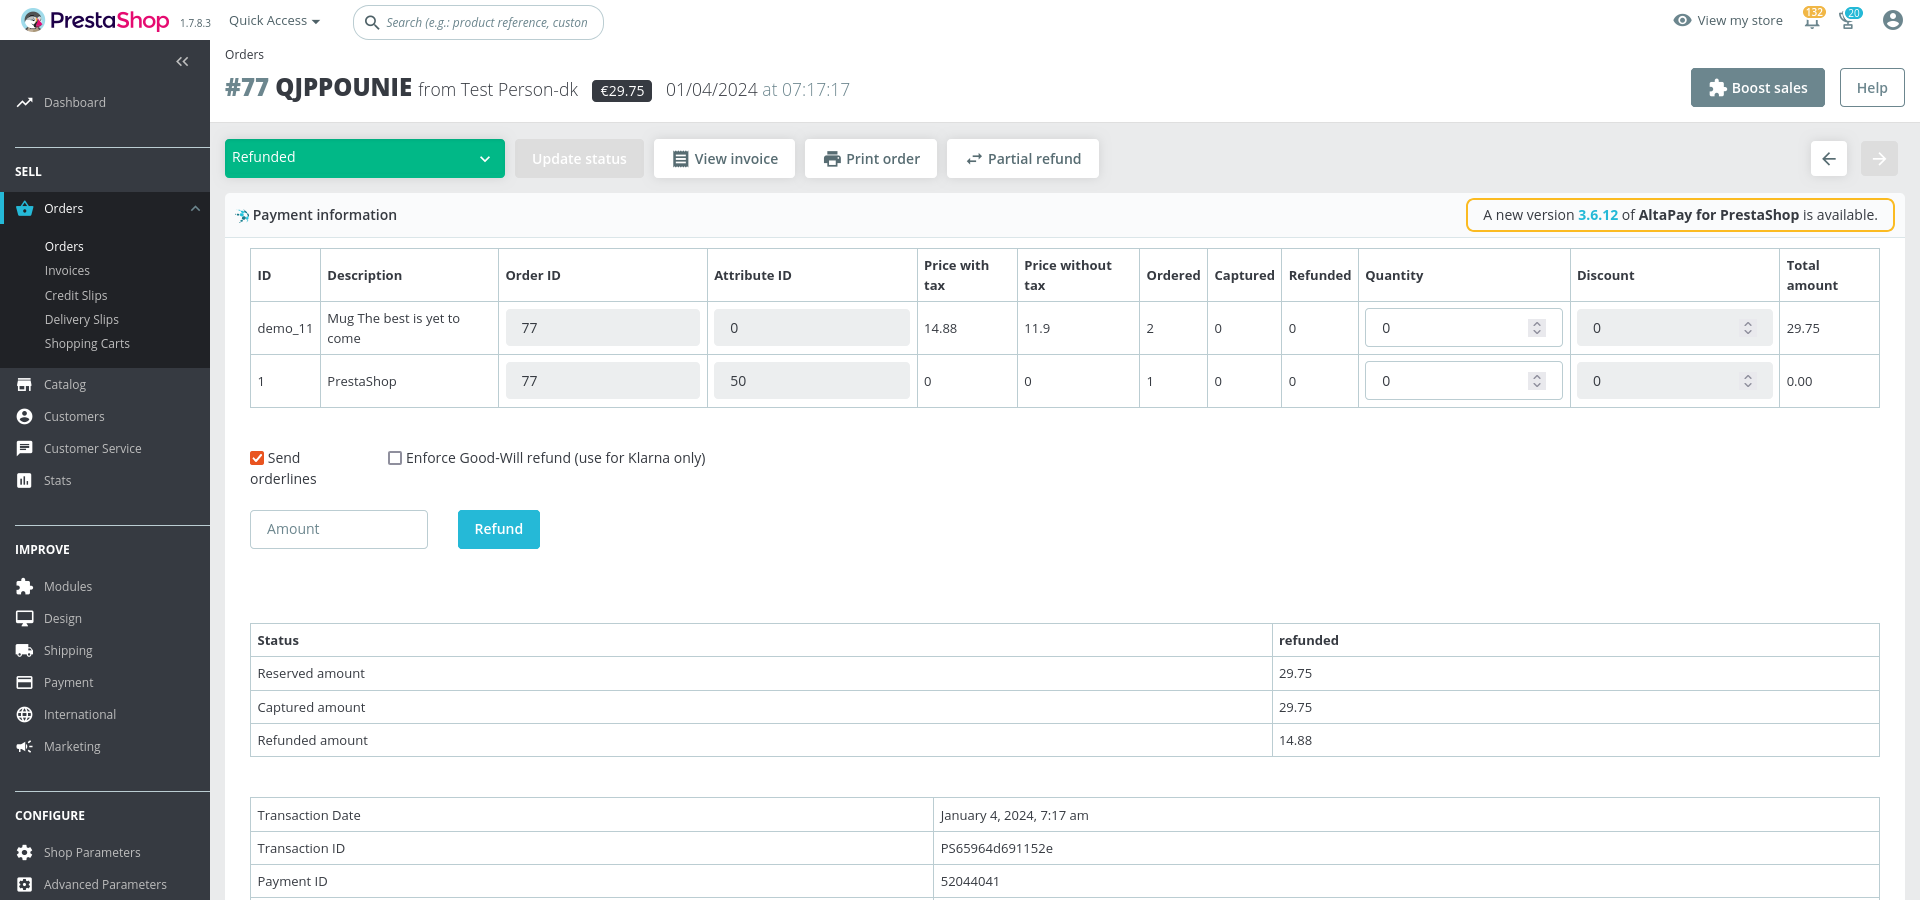 PrestaShop 1.7.8.3 Quick Access Search (e.g.: product reference, custon View my store 132 20
Orders
#77 QJPPOUNIE from Test Person-dk €29.75 01/04/2024 at 07:17:17 Boost sales Help
Dashboard
SELL
Orders
Orders
Invoices
Credit Slips
Delivery Slips
Shopping Carts
Catalog
Customers
Customer Service
Stats
IMPROVE
Modules
Design
Shipping
Payment
International
Marketing
CONFIGURE
Shop Parameters
Advanced Parameters
Refunded Update status View invoice Print order Partial refund
Payment information A new version 3.6.12 of AltaPay for PrestaShop is available.
ID Description Order ID Attribute ID Price with tax Price without tax Ordered Captured Refunded Quantity Discount Total amount
demo_11 Mug The best is yet to come 77 0 14.88 11.9 2 0 0 0 0 29.75
1 PrestaShop 77 50 0 0 1 0 0 0 0 0.00
Send orderlines Enforce Good-Will refund (use for Klarna only)
Amount Refund
Status refunded
Reserved amount 29.75
Captured amount 29.75
Refunded amount 14.88
Transaction Date January 4, 2024, 7:17 am
Transaction ID PS65964d691152e
Payment ID 52044041